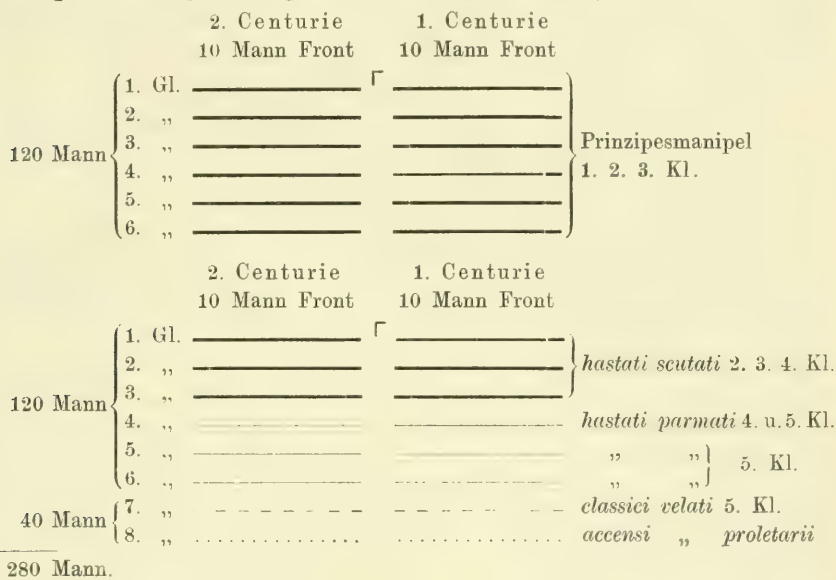 2. Centurie 1. Centurie
10 Mann Front 10 Mann Front
1. Gl.
2. „
3. „
120 Mann Prinzipesmanipel
4. „ 1. 2. 3. Kl.
5. „
6. „
2. Centurie 1. Centurie
10 Mann Front 10 Mann Front
1. Gl.
2. „ hastati scutati 2. 3. 4. Kl.
3. „
120 Mann
4. „ hastati parmati 4. u. 5. Kl.
5. „ „ „ 5. Kl.
6. „ „ „
7. „ classici velati 5. Kl.
40 Mann
8. „ accensi „ proletarii
280 Mann.